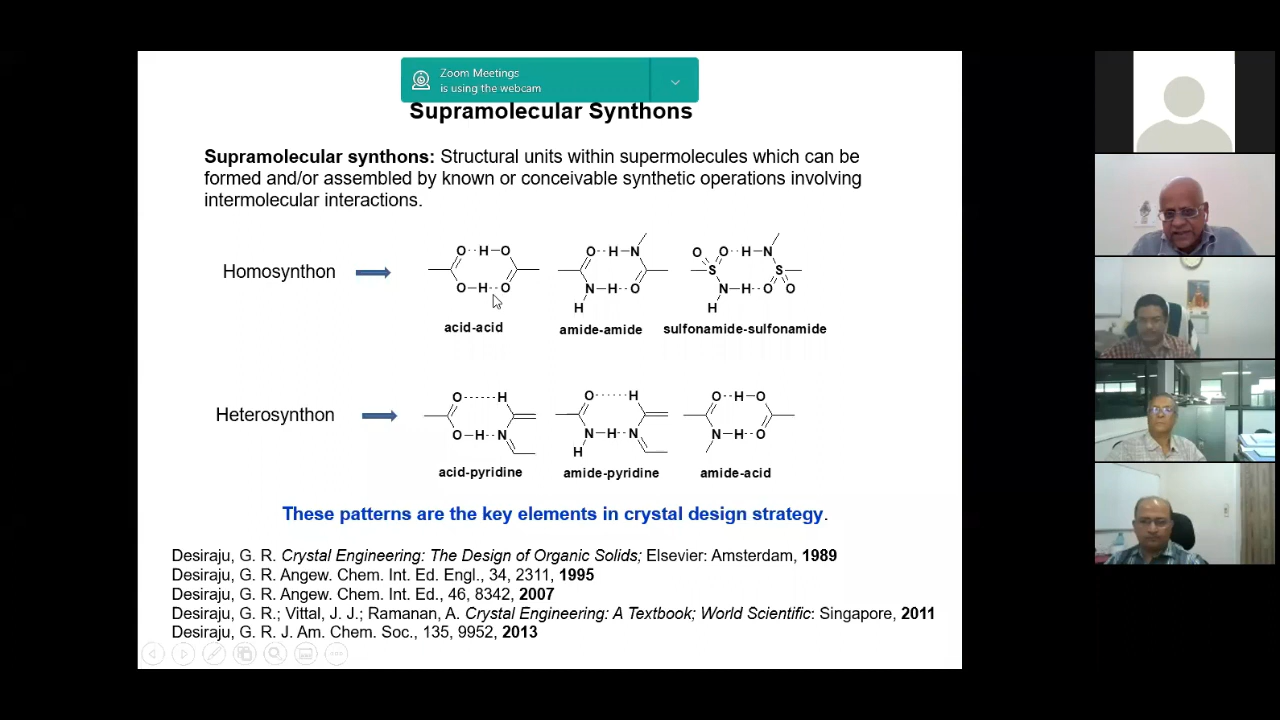 Zoom Meetings
is using the webcam
Supramolecular Synthons
Supramolecular synthons: Structural units within supermolecules which can be
formed and/or assembled by known or conceivable synthetic operations involving
intermolecular interactions.
O H O O H N O O H N
Homosynthon
S S
O H O N H O N H O O
H H
acid-acid amide-amide sulfonamide-sulfonamide
O H O H O H O
Heterosynthon
O H N N H N N H O
H
acid-pyridine amide-pyridine amide-acid
These patterns are the key elements in crystal design strategy.
Desiraju, G. R. Crystal Engineering: The Design of Organic Solids; Elsevier: Amsterdam, 1989
Desiraju, G. R. Angew. Chem. Int. Ed. Engl., 34, 2311, 1995
Desiraju, G. R. Angew. Chem. Int. Ed., 46, 8342, 2007
Desiraju, G. R.; Vittal, J. J.; Ramanan, A. Crystal Engineering: A Textbook; World Scientific: Singapore, 2011
Desiraju, G. R. J. Am. Chem. Soc., 135, 9952, 2013